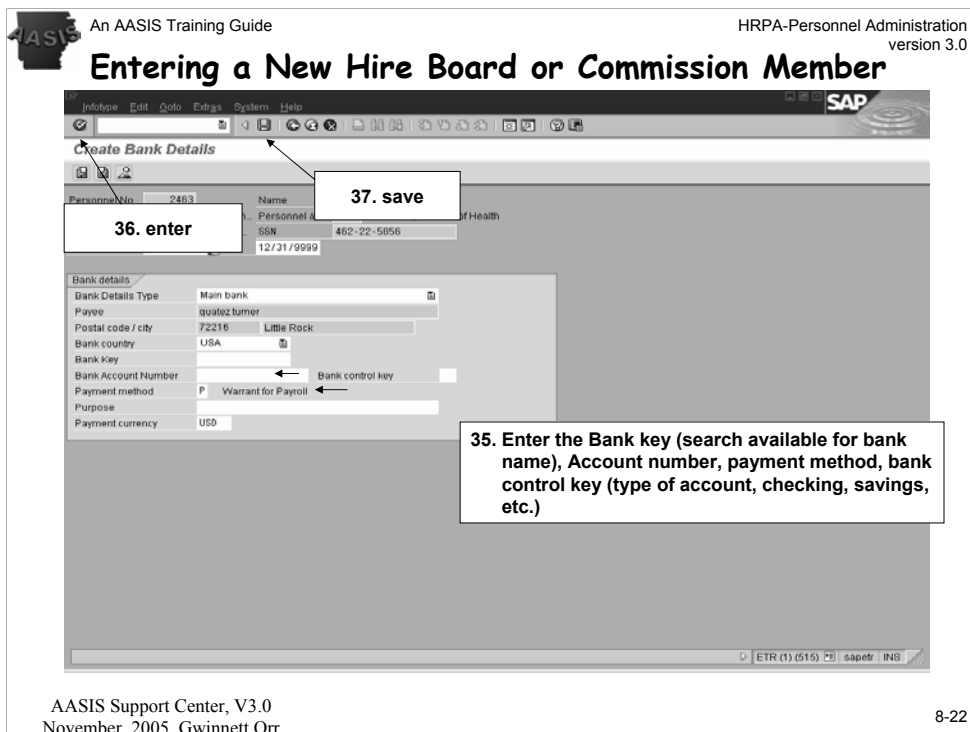 AASIS
An AASIS Training Guide
HRPA-Personnel Administration
version 3.0
Entering a New Hire Board or Commission Member
Infotype Edit Goto Extras System Help
SAP
Create Bank Details
37. save
36. enter
Personnel No 2463 Name
Personnel a of Health
SSN 462-22-5056
12/31/9999
Bank details
Bank Details Type Main bank
Payee quatez turner
Postal code / city 72216 Little Rock
Bank country USA
Bank Key
Bank Account Number Bank control key
Payment method P Warrant for Payroll
Purpose
Payment currency USD
35. Enter the Bank key (search available for bank
name), Account number, payment method, bank
control key (type of account, checking, savings,
etc.)
ETR (1) (515) sapetr INS
AASIS Support Center, V3.0
November, 2005, Gwinnett Orr
8-22